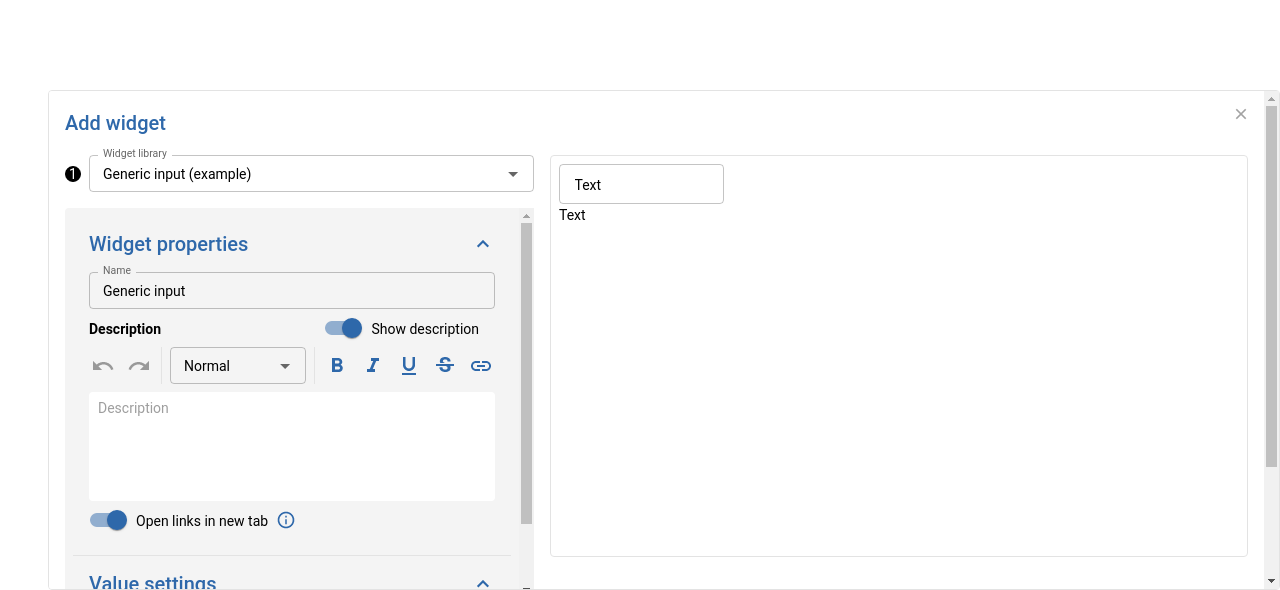 Add widget
Widget library
1 Generic input (example)
Text
Text
Widget properties
Name
Generic input
Description Show description
Normal B I U S
Description
Open links in new tab
Value settings